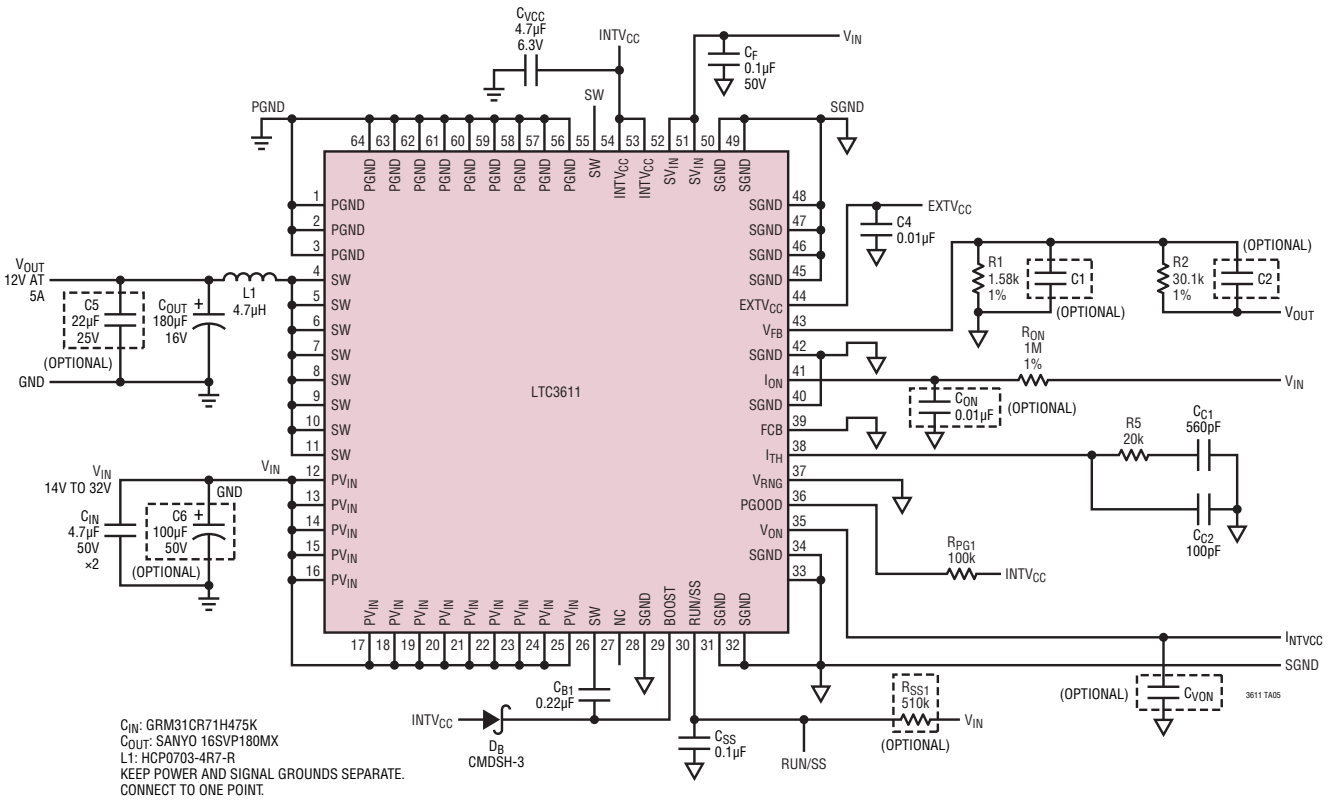 CVCC
4.7µF
6.3V
INTVCC
CF
0.1µF
50V
VIN
PGND
SW
SGND
64 63 62 61 60 59 58 57 56 55 54 53 52 51 50 49
PGND PGND PGND PGND PGND PGND PGND PGND PGND SW INTVCC INTVCC SVIN SVIN SGND SGND
1 PGND
2 PGND
3 PGND
4 SW
5 SW
6 SW
7 SW
8 SW
9 SW
10 SW
11 SW
12 PVIN
13 PVIN
14 PVIN
15 PVIN
16 PVIN
LTC3611
SGND 48
SGND 47
SGND 46
SGND 45
EXTVCC 44
VFB 43
SGND 42
ION 41
SGND 40
FCB 39
ITH 38
VRNG 37
PGOOD 36
VON 35
SGND 34
33
PVIN PVIN PVIN PVIN PVIN PVIN PVIN PVIN PVIN SW NC SGND BOOST RUN/SS SGND SGND
17 18 19 20 21 22 23 24 25 26 27 28 29 30 31 32
VOUT
12V AT
5A
C5
22µF
25V
(OPTIONAL)
COUT
180µF
16V
+
L1
4.7µH
GND
VIN
14V TO 32V
VIN
GND
CIN
4.7µF
50V
×2
C6
100µF
50V
+
(OPTIONAL)
EXTVCC
C4
0.01µF
R1
1.58k
1%
C1
(OPTIONAL)
R2
30.1k
1%
(OPTIONAL)
C2
VOUT
RON
1M
1%
VIN
CON
0.01µF
(OPTIONAL)
R5
20k
CC1
560pF
CC2
100pF
RPG1
100k
INTVCC
INTVCC
SGND
(OPTIONAL)
CVON
3611 TA05
CB1
0.22µF
INTVCC
DB
CMDSH-3
CSS
0.1µF
RUN/SS
RSS1
510k
(OPTIONAL)
VIN
CIN: GRM31CR71H475K
COUT: SANYO 16SVP180MX
L1: HCP0703-4R7-R
KEEP POWER AND SIGNAL GROUNDS SEPARATE.
CONNECT TO ONE POINT.